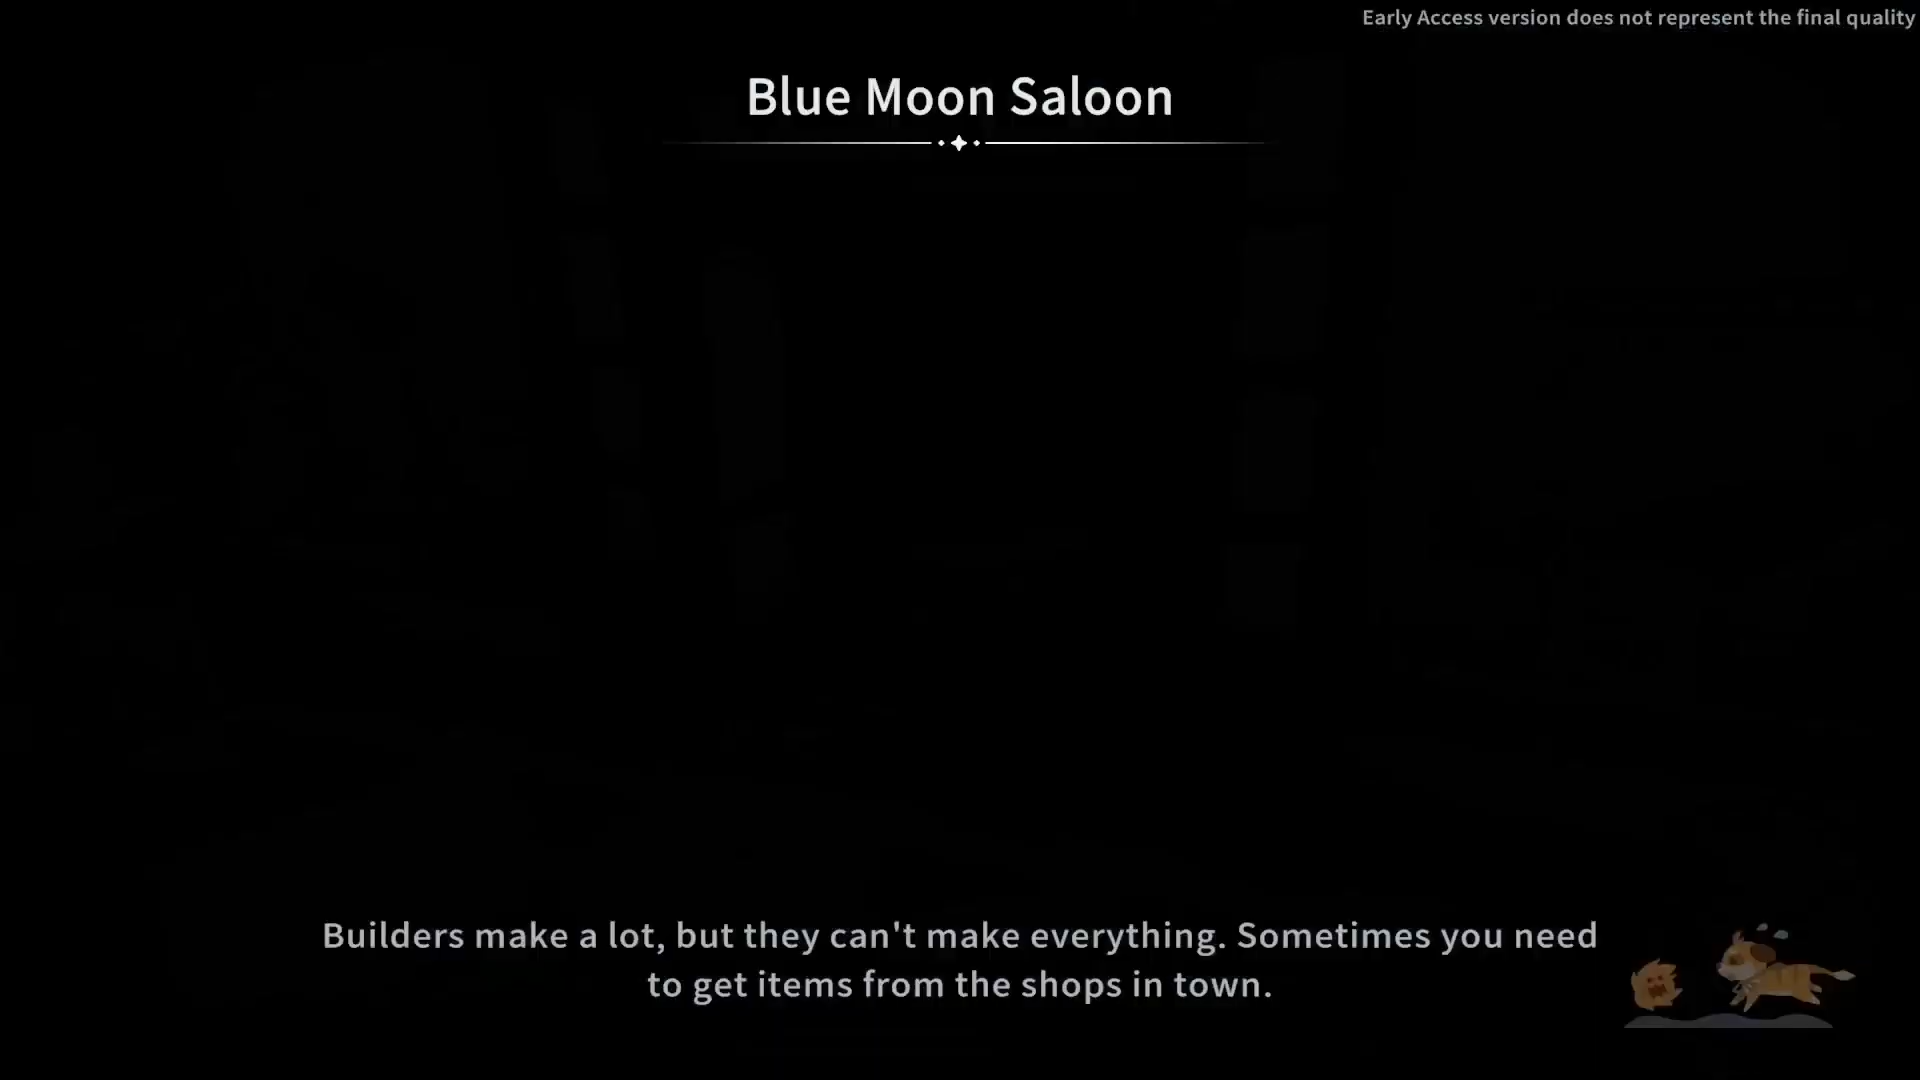 Early Access version does not represent the final quality
Blue Moon Saloon
Builders make a lot, but they can't make everything. Sometimes you need
to get items from the shops in town.